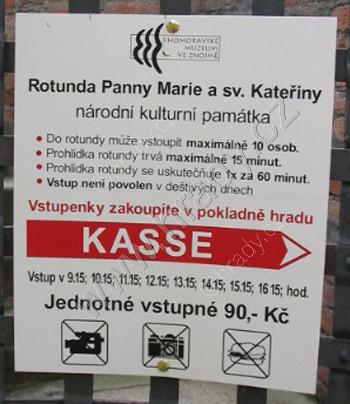 JIHOMORAVSKÉ
MUZEUM
VE ZNOJMĚ
Rotunda Panny Marie a sv. Kateřiny
národní kulturní památka
• Do rotundy může vstoupit maximálně 10 osob.
• Prohlídka rotundy trvá maximálně 15 minut.
• Prohlídka rotundy se uskutečňuje 1x za 60 minut.
• Vstup není povolen v deštivých dnech
Vstupenky zakoupíte v pokladně hradu
KASSE
Vstup v 9.15; 10.15; 11.15; 12.15; 13.15; 14.15; 15.15; 16 15; hod.
Jednotné vstupné 90,- Kč